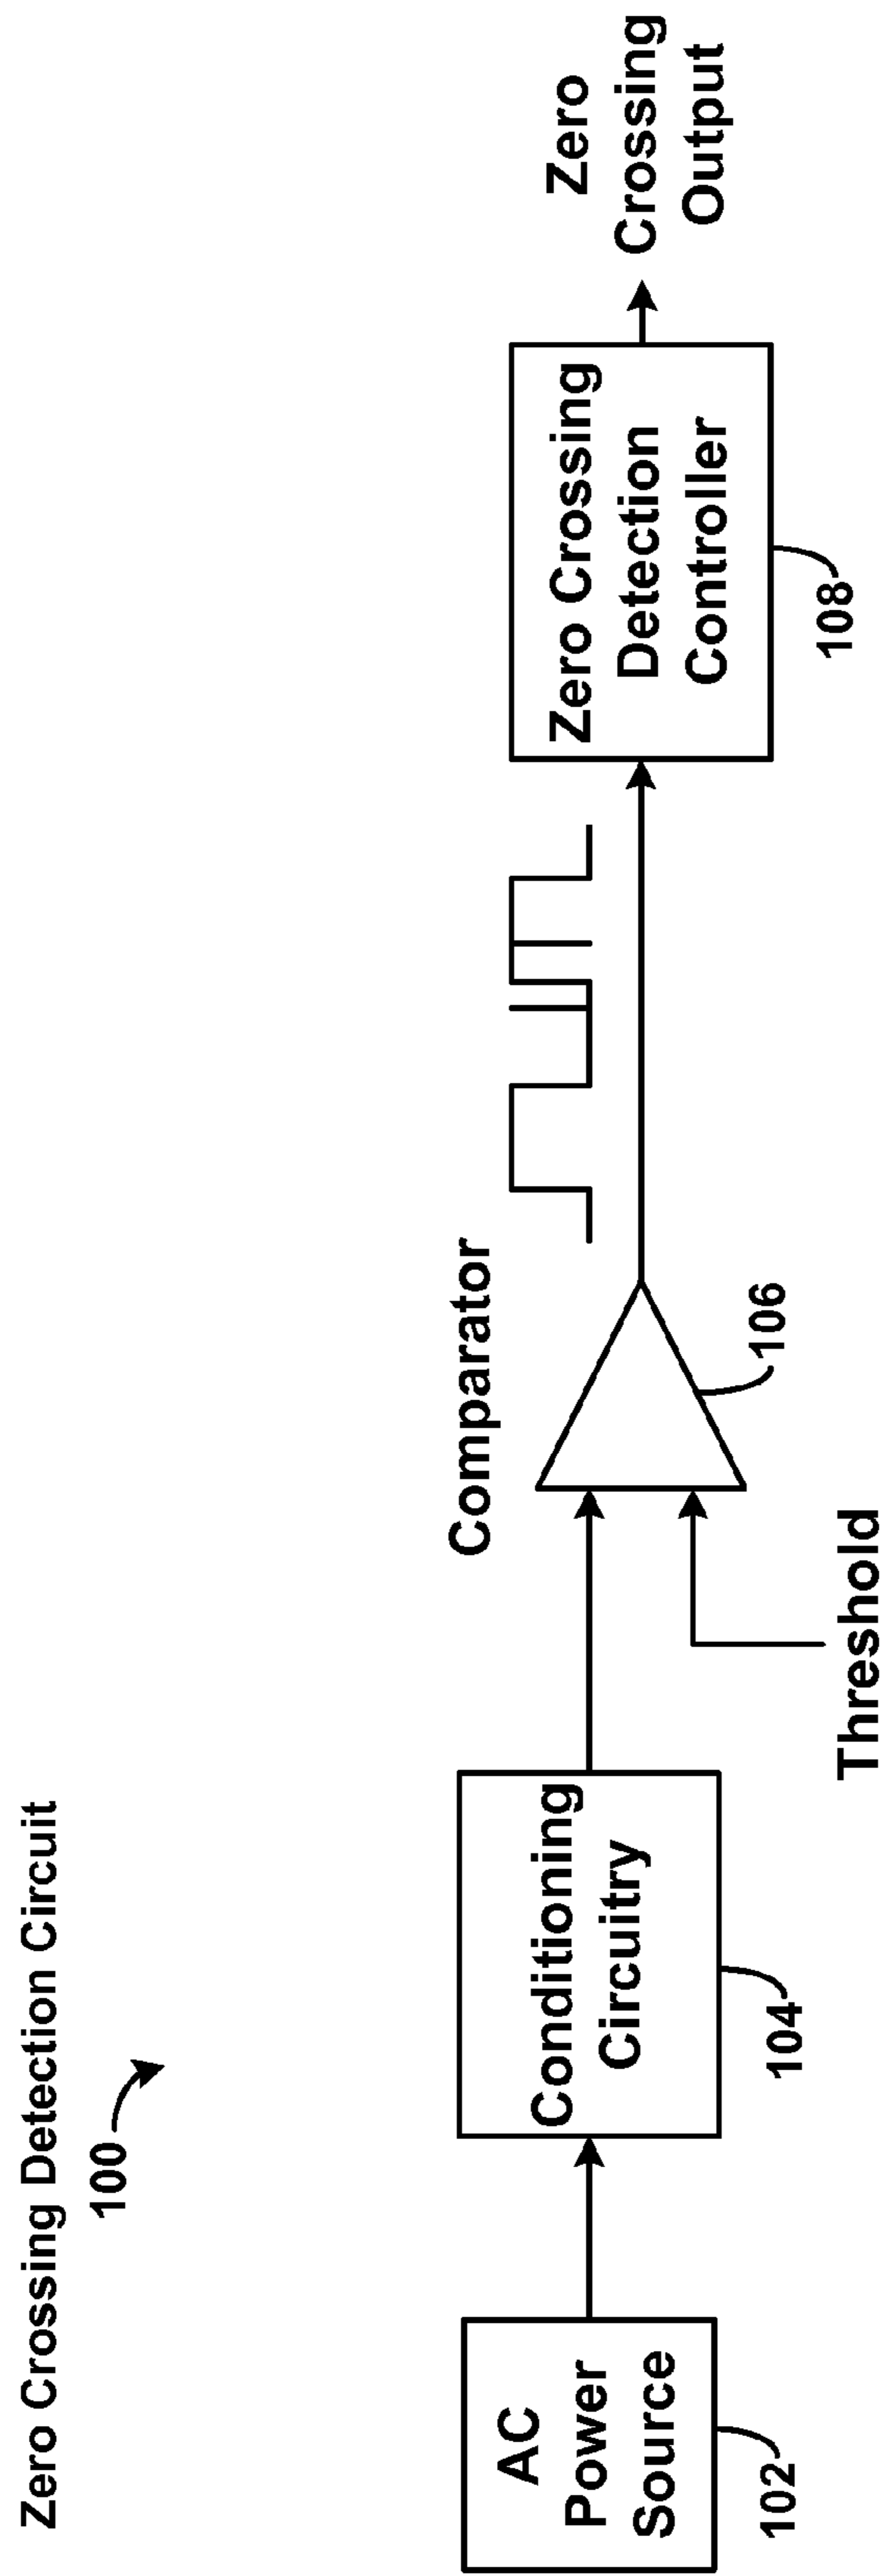 Zero Crossing Detection Circuit
100
AC
Power
Source
102
Conditioning
Circuitry
104
Threshold
Comparator
106
Zero Crossing
Detection
Controller
108
Zero
Crossing
Output